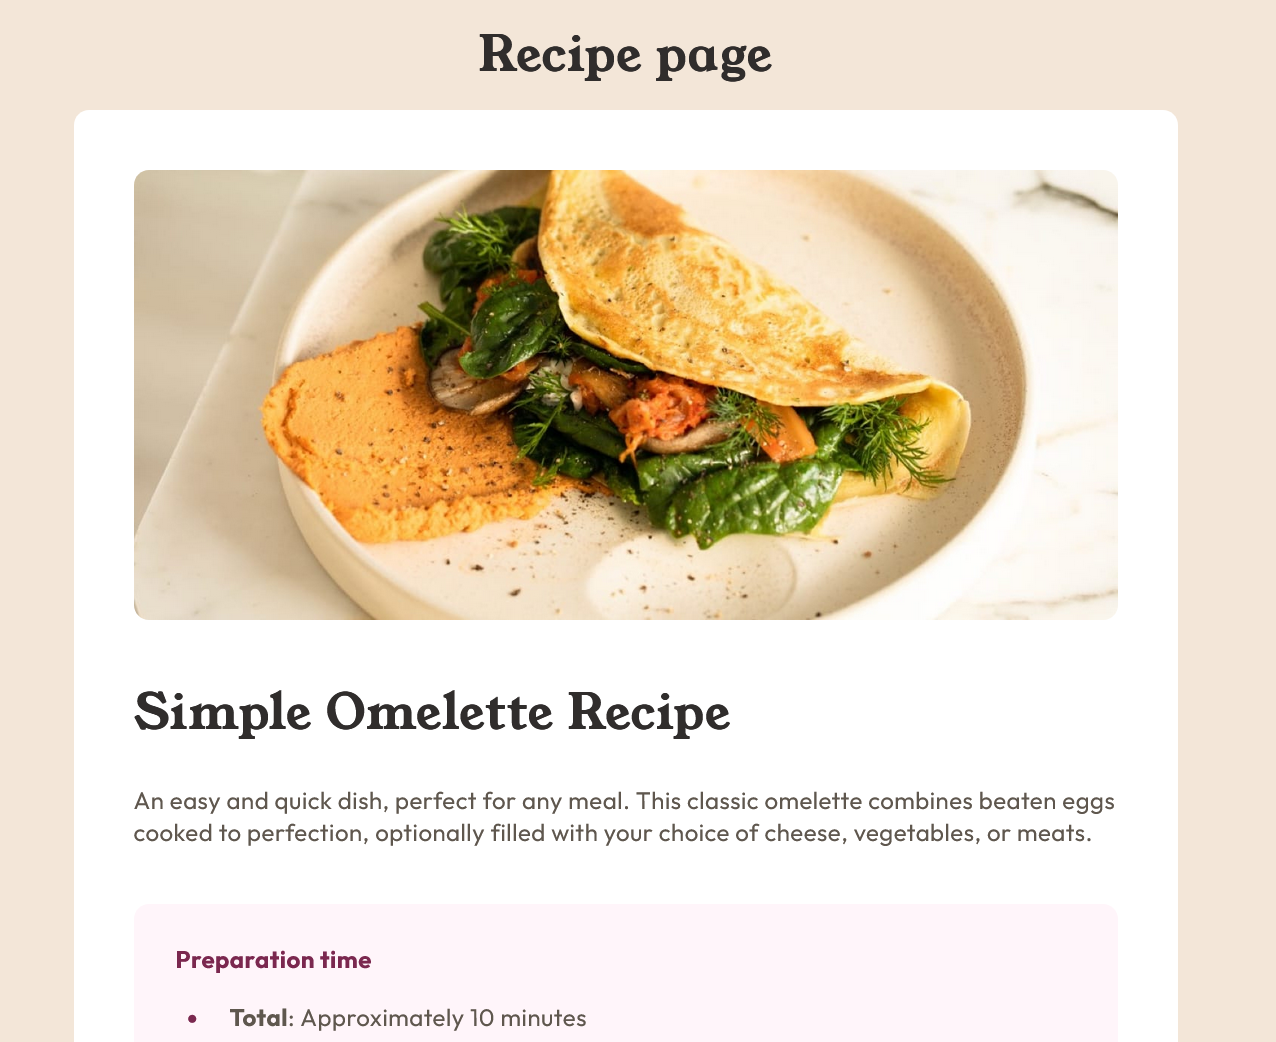 Recipe page
Simple Omelette Recipe
An easy and quick dish, perfect for any meal. This classic omelette combines beaten eggs
cooked to perfection, optionally filled with your choice of cheese, vegetables, or meats.
Preparation time
• Total: Approximately 10 minutes